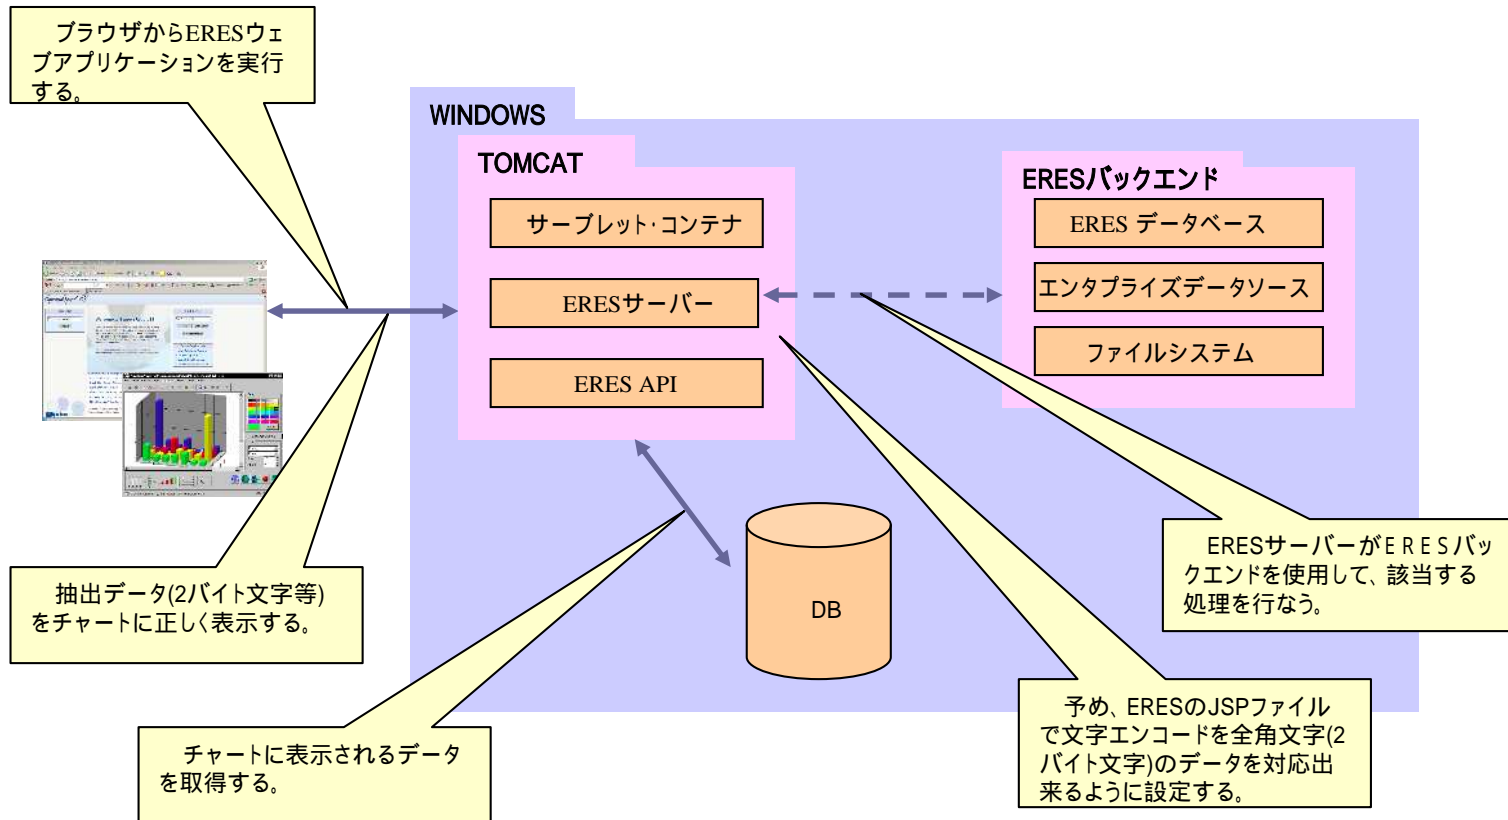 ブラウザからERESウェ
ブアプリケーションを実行
する。
WINDOWS
TOMCAT
サーブレット・コンテナ
ERESサーバー
ERES API
ERESバックエンド
ERES データベース
エンタプライズデータソース
ファイルシステム
DB
抽出データ(2バイト文字等)
をチャートに正しく表示する。
チャートに表示されるデータ
を取得する。
ERESサーバーがＥＲＥＳバッ
クエンドを使用して、該当する
処理を行なう。
予め、ERESのJSPファイル
で文字エンコードを全角文字(2
バイト文字)のデータを対応出
来るように設定する。